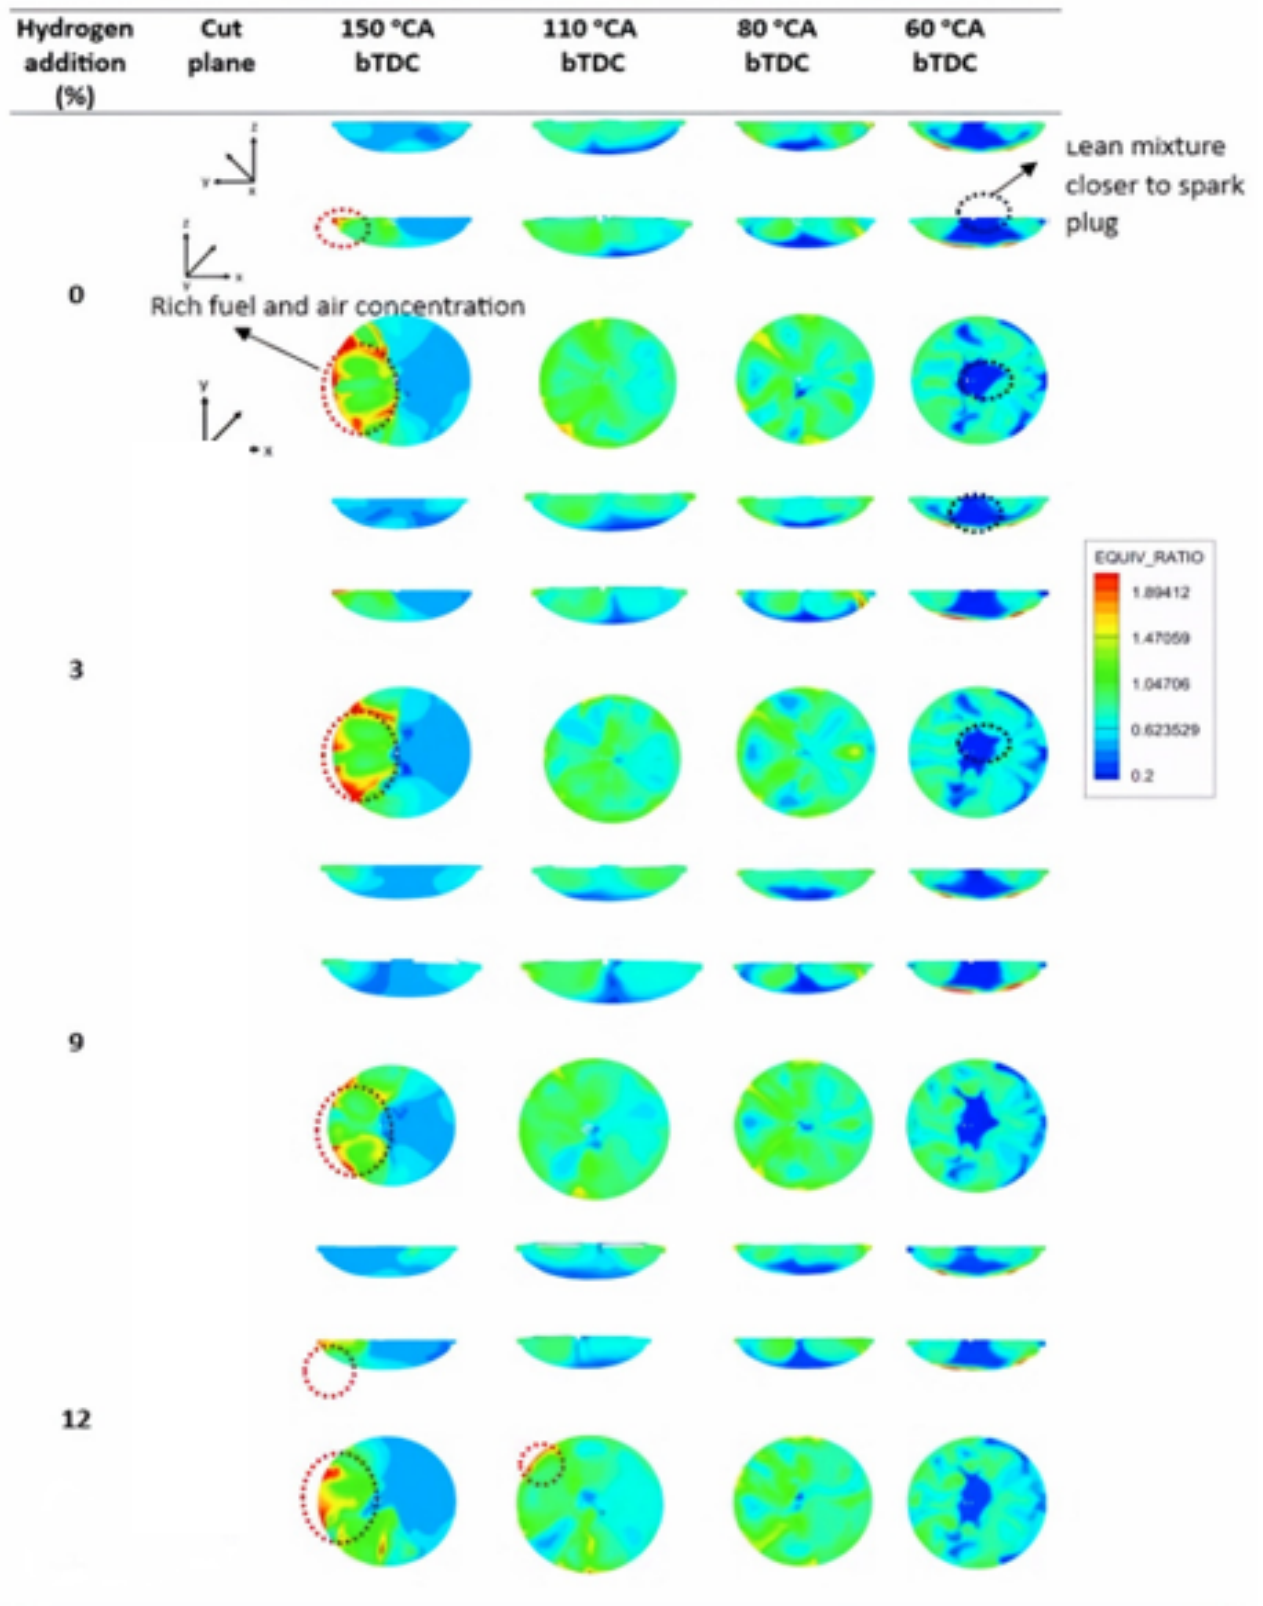 Hydrogen addition (%)
Cut plane
150 °CA bTDC
110 °CA bTDC
80 °CA bTDC
60 °CA bTDC
z
Y
x
Lean mixture
closer to spark
plug
z
x
Y
0
Rich fuel and air concentration
Y
x
3
EQUIV_RATIO
1.89412
1.47059
1.04706
0.623529
0.2
9
12